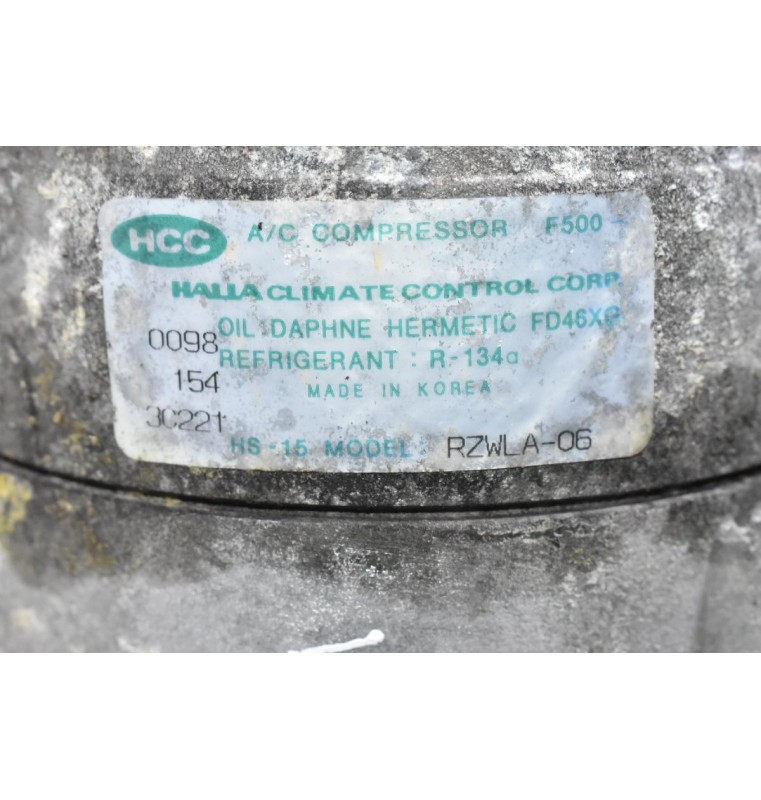 HCC A/C COMPRESSOR F500
HALLA CLIMATE CONTROL CORP.
OIL DAPHNE HERMETIC
0098
REFRIGERANT : R-134a
154
MADE IN KOREA
3C221
HS-15 MODEL: RZWLA-06